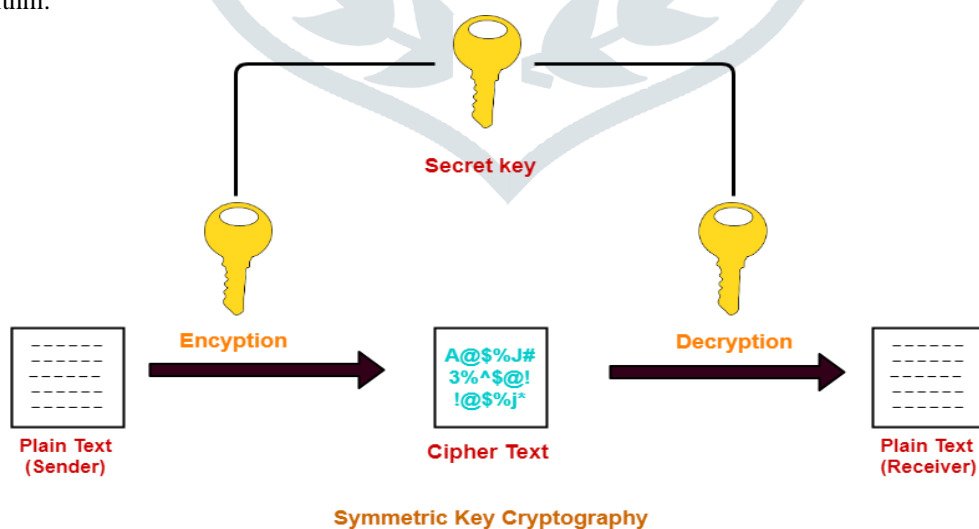 Secret key
Encyption
Decryption
A@$%J#
3%^$@!
!@$%j*
Plain Text
(Sender)
Cipher Text
Plain Text
(Receiver)
Symmetric Key Cryptography